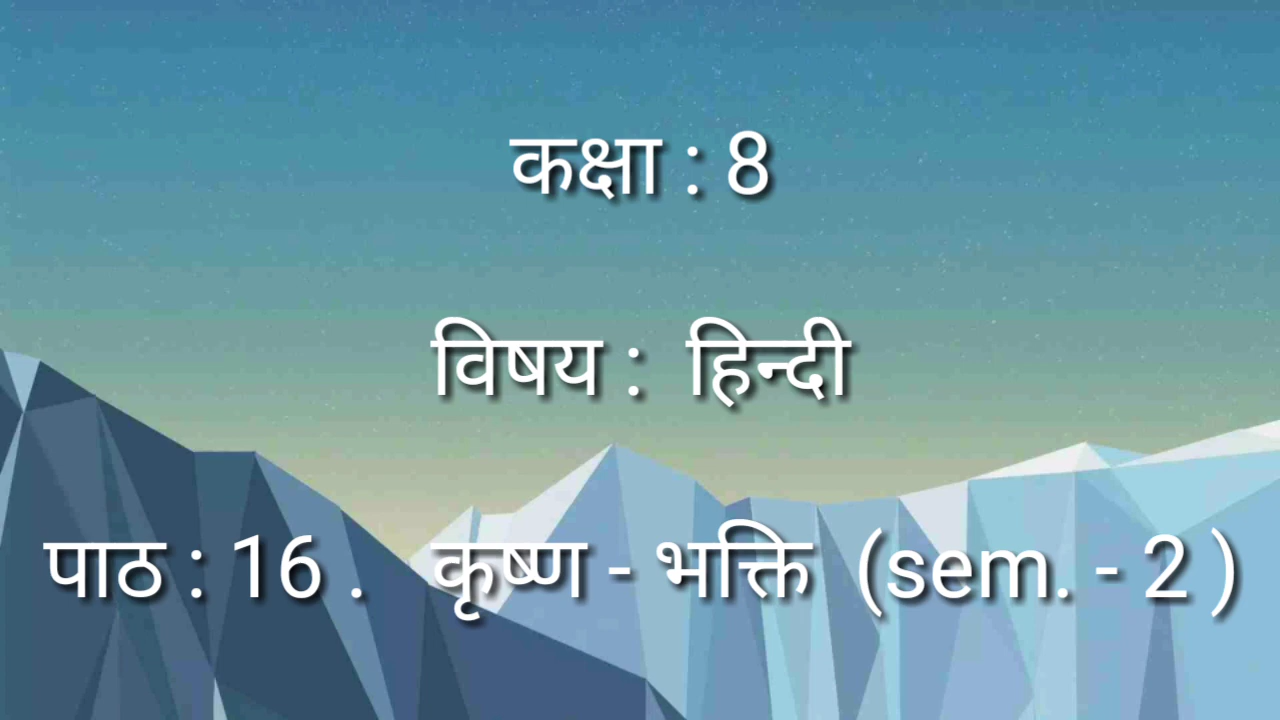 कक्षा : 8
विषय : हिन्दी
पाठ : 16 . कृष्ण - भक्ति (sem. - 2 )